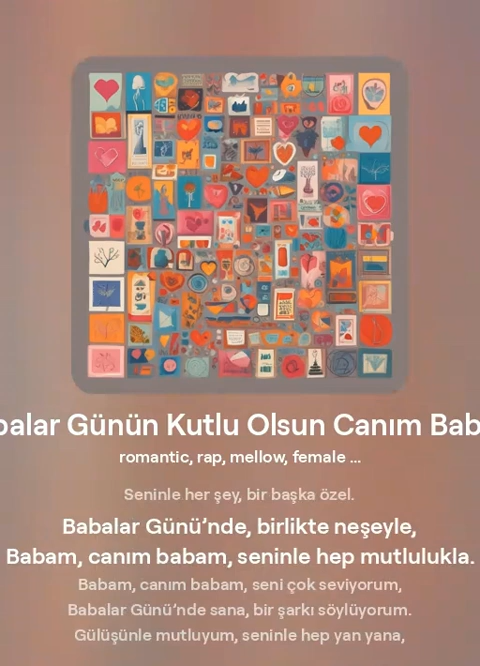 balar Günün Kutlu Olsun Canım Bab
romantic, rap, mellow, female ...
Seninle her şey, bir başka özel.
Babalar Günü’nde, birlikte neşeyle,
Babam, canım babam, seninle hep mutlulukla.
Babam, canım babam, seni çok seviyorum,
Babalar Günü’nde sana, bir şarkı söylüyorum.
Gülüşünle mutluyum, seninle hep yan yana,